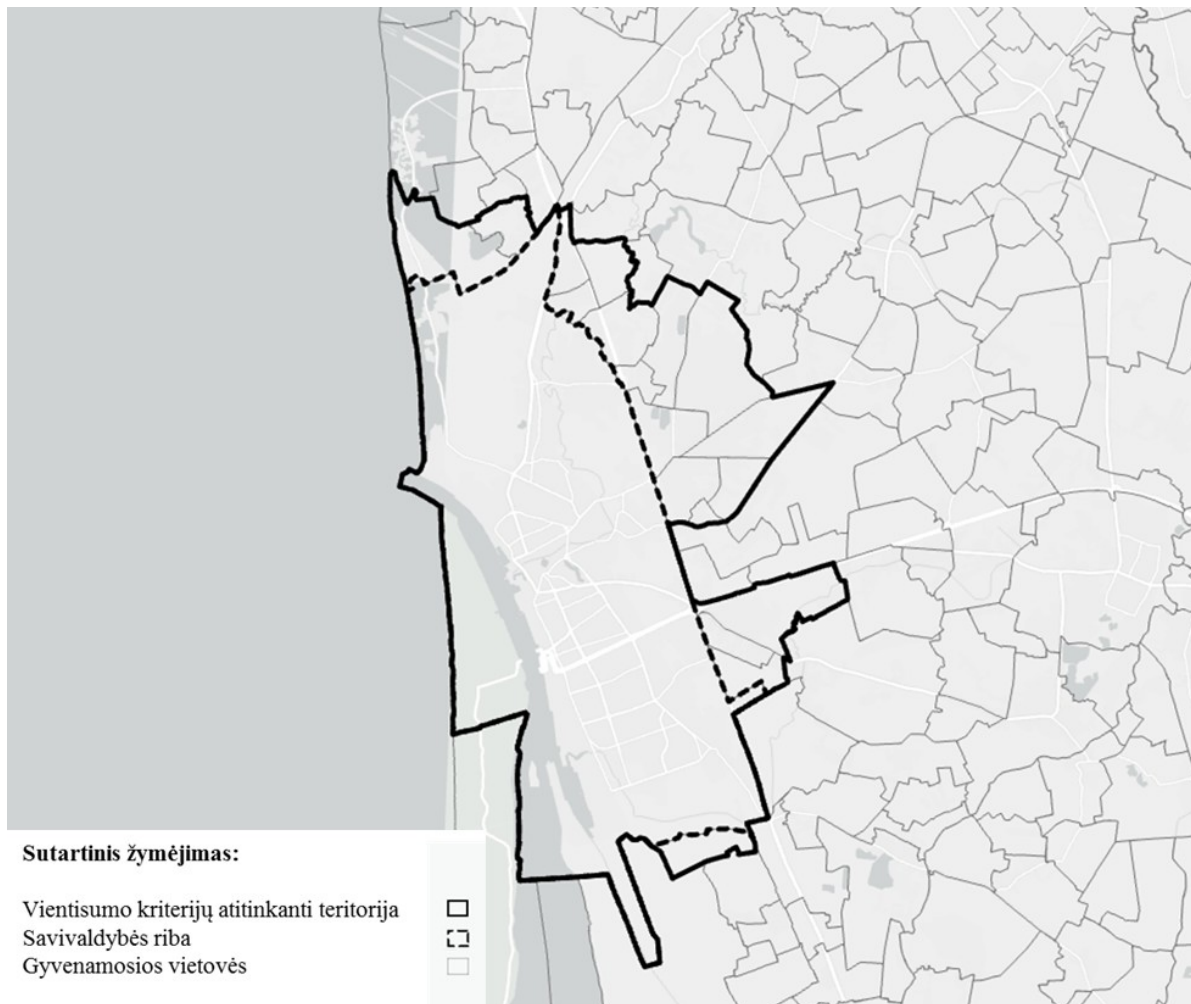 Sutartinis žymėjimas:
Vientisumo kriterijų atitinkanti teritorija
Savivaldybės riba
Gyvenamosios vietovės